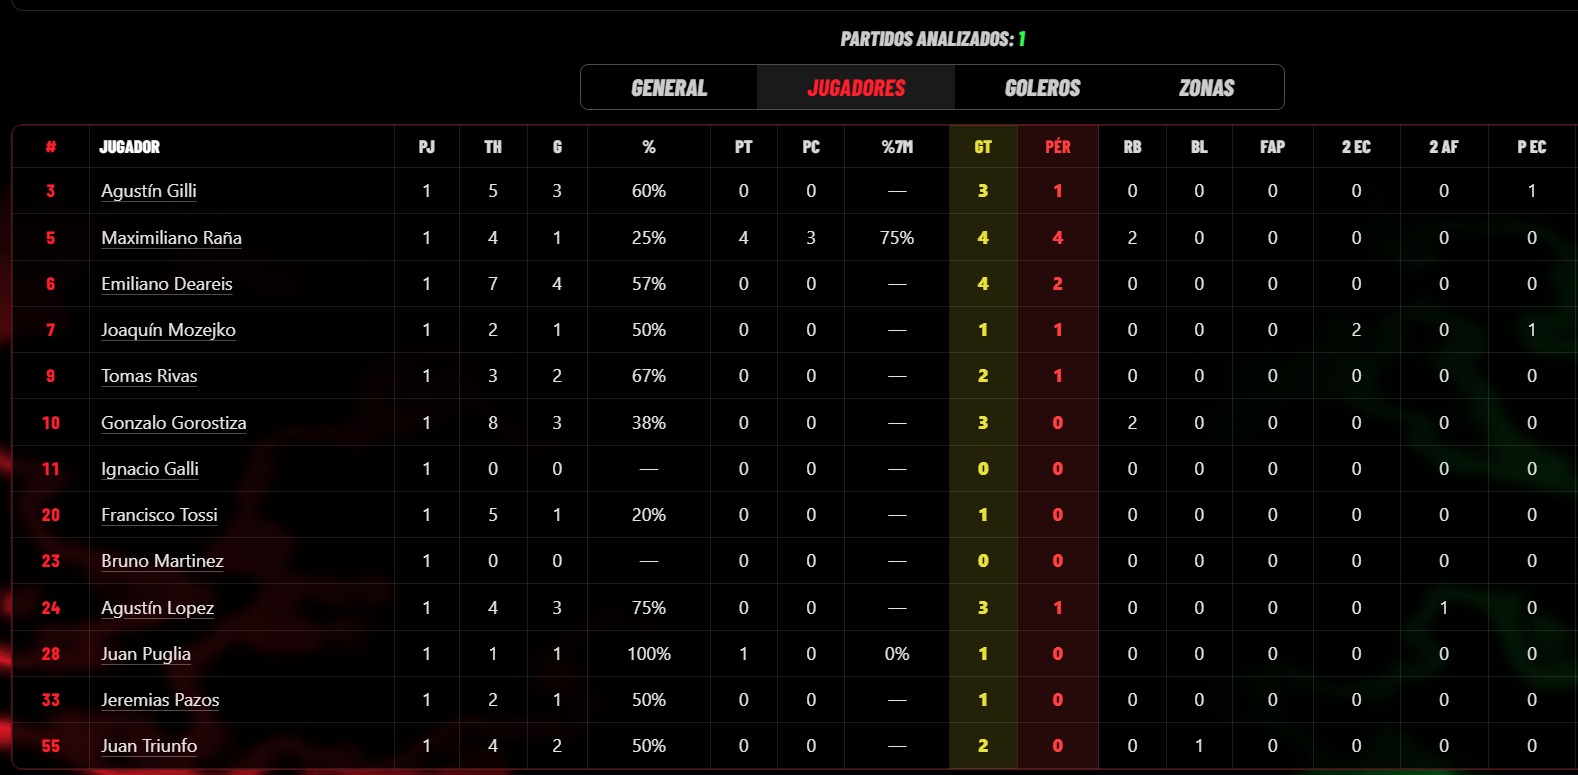 PARTIDOS ANALIZADOS: 1
GENERAL JUGADORES GOLEROS ZONAS
# JUGADOR PJ TH G % PT PC %7M GT PÉR RB BL FAP 2 EC 2 AF P EC
3 Agustín Gilli 1 5 3 60% 0 0 — 3 1 0 0 0 0 0 1
5 Maximiliano Raña 1 4 1 25% 4 3 75% 4 4 2 0 0 0 0 0
6 Emiliano Deareis 1 7 4 57% 0 0 — 4 2 0 0 0 0 0 0
7 Joaquín Mozejko 1 2 1 50% 0 0 — 1 1 0 0 0 2 0 1
9 Tomas Rivas 1 3 2 67% 0 0 — 2 1 0 0 0 0 0 0
10 Gonzalo Gorostiza 1 8 3 38% 0 0 — 3 0 2 0 0 0 0 0
11 Ignacio Galli 1 0 0 — 0 0 — 0 0 0 0 0 0 0 0
20 Francisco Tossi 1 5 1 20% 0 0 — 1 0 0 0 0 0 0 0
23 Bruno Martinez 1 0 0 — 0 0 — 0 0 0 0 0 0 0 0
24 Agustín Lopez 1 4 3 75% 0 0 — 3 1 0 0 0 0 1 0
28 Juan Puglia 1 1 1 100% 1 0 0% 1 0 0 0 0 0 0 0
33 Jeremias Pazos 1 2 1 50% 0 0 — 1 0 0 0 0 0 0 0
55 Juan Triunfo 1 4 2 50% 0 0 — 2 0 0 1 0 0 0 0